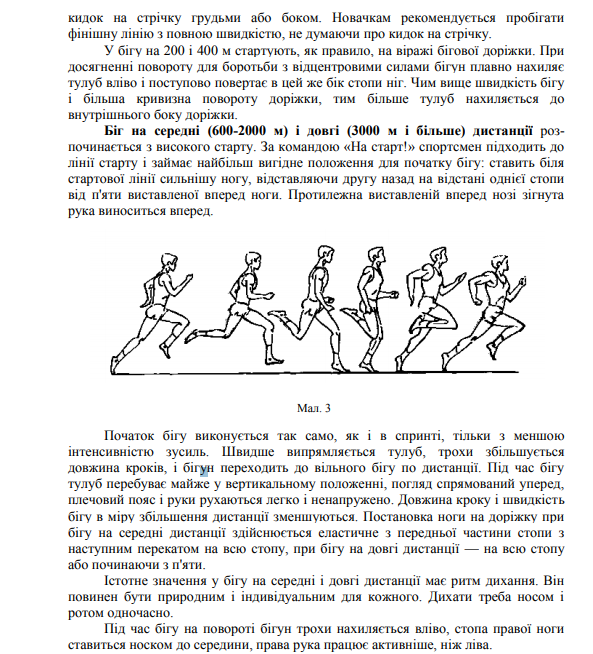 кидок на стрічку грудьми або боком. Новачкам рекомендується пробігати
фінішну лінію з повною швидкістю, не думаючи про кидок на стрічку.
У бігу на 200 і 400 м стартують, як правило, на віражі бігової доріжки. При
досягненні повороту для боротьби з відцентровими силами бігун плавно нахиляє
тулуб вліво і поступово повертає в цей же бік стопи ніг. Чим вище швидкість бігу
і більша кривизна повороту доріжки, тим більше тулуб нахиляється до
внутрішнього боку доріжки.
Біг на середні (600-2000 м) і довгі (3000 м і більше) дистанції роз-
починається з високого старту. За командою «На старт!» спортсмен підходить до
лінії старту і займає найбільш вигідне положення для початку бігу: ставить біля
стартової лінії сильнішу ногу, відставляючи другу назад на відстані однієї стопи
від п'яти виставленої вперед ноги. Протилежна виставленій вперед нозі зігнута
рука виноситься вперед.
Мал. 3
Початок бігу виконується так само, як і в спринті, тільки з меншою
інтенсивністю зусиль. Швидше випрямляється тулуб, трохи збільшується
довжина кроків, і бігун переходить до вільного бігу по дистанції. Під час бігу
тулуб перебуває майже у вертикальному положенні, погляд спрямований уперед,
плечовий пояс і руки рухаються легко і ненапружено. Довжина кроку і швидкість
бігу в міру збільшення дистанції зменшуються. Постановка ноги на доріжку при
бігу на середні дистанції здійснюється еластичне з передньої частини стопи з
наступним перекатом на всю стопу, при бігу на довгі дистанції — на всю стопу
або починаючи з п'яти.
Істотне значення у бігу на середні і довгі дистанції має ритм дихання. Він
повинен бути природним і індивідуальним для кожного. Дихати треба носом і
ротом одночасно.
Під час бігу на повороті бігун трохи нахиляється вліво, стопа правої ноги
ставиться носком до середини, права рука працює активніше, ніж ліва.